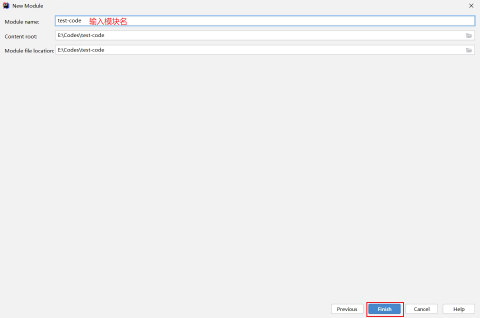 New Module
Module name: test-code 输入模块名
Content root: E:\Codes\test-code
Module file location: E:\Codes\test-code
Previous Finish Cancel Help